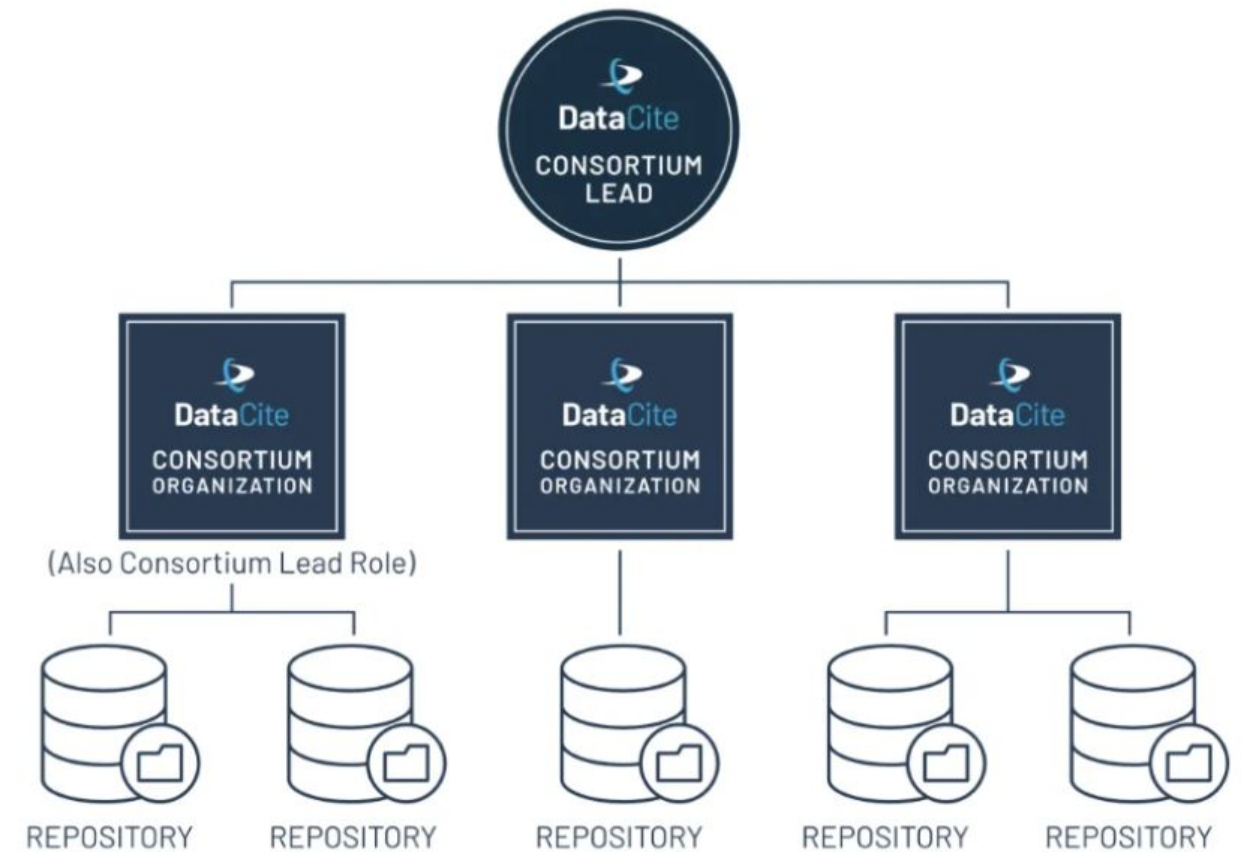 DataCite
CONSORTIUM
LEAD
DataCite
CONSORTIUM
ORGANIZATION
(Also Consortium Lead Role)
DataCite
CONSORTIUM
ORGANIZATION
DataCite
CONSORTIUM
ORGANIZATION
REPOSITORY
REPOSITORY
REPOSITORY
REPOSITORY
REPOSITORY